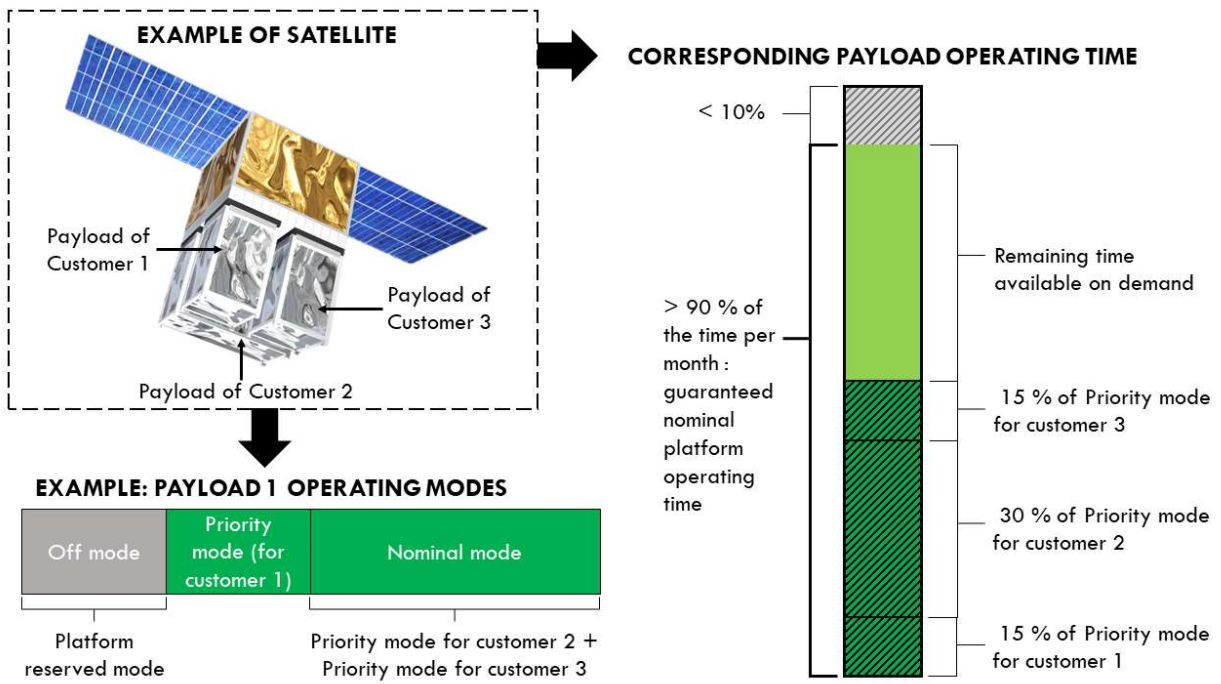 EXAMPLE OF SATELLITE
Payload of
Customer 1
Payload of
Customer 3
Payload of Customer 2
EXAMPLE: PAYLOAD 1 OPERATING MODES
Off mode
Priority
mode (for
customer 1)
Nominal mode
Platform
reserved mode
Priority mode for customer 2 +
Priority mode for customer 3
CORRESPONDING PAYLOAD OPERATING TIME
< 10%
> 90 % of
the time per
month :
guaranteed
nominal
platform
operating
time
Remaining time
available on demand
15 % of Priority mode
for customer 3
30 % of Priority mode
for customer 2
15 % of Priority mode
for customer 1